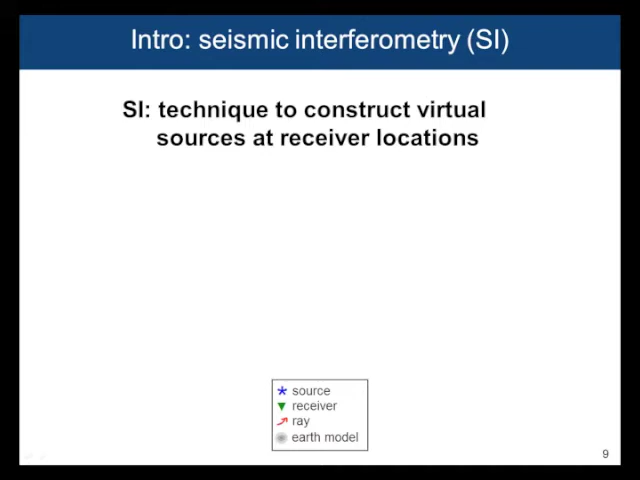 Intro: seismic interferometry (SI)
SI: technique to construct virtual
sources at receiver locations
source
receiver
ray
earth model
9